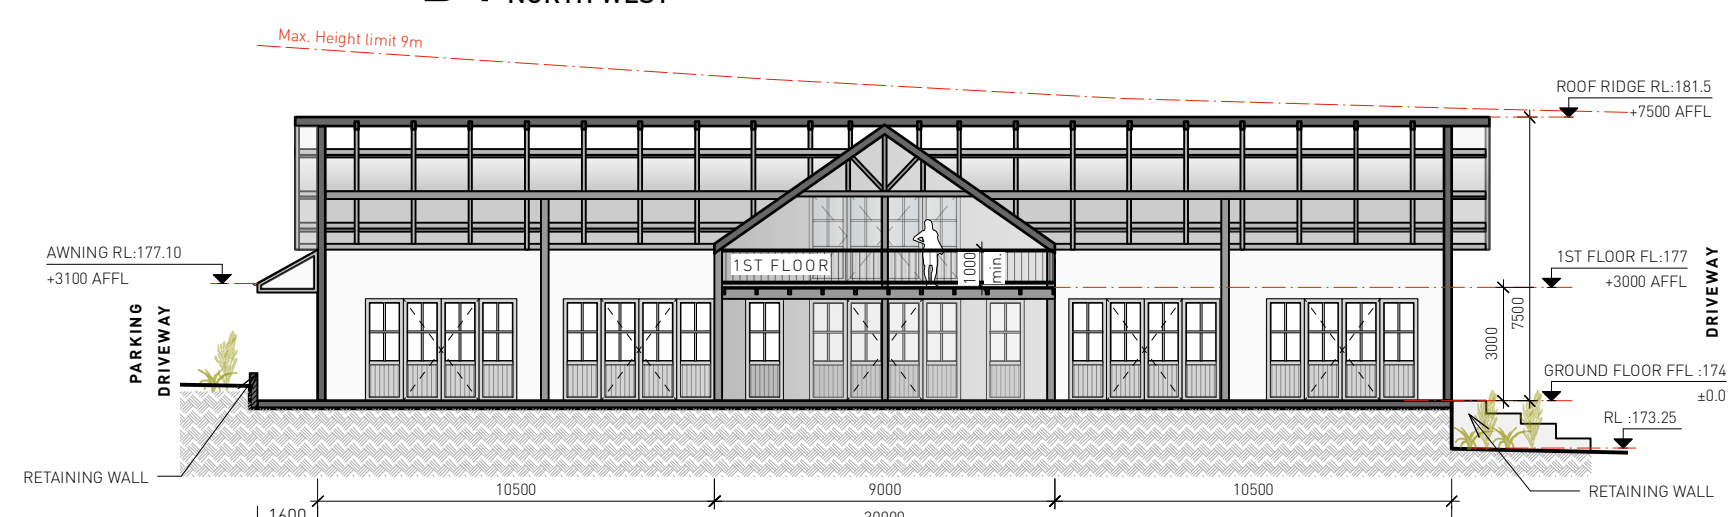 NORTH WEST
Max. Height limit 9m
ROOF RIDGE RL:181.5
+7500 AFFL
AWNING RL:177.10
+3100 AFFL
1ST FLOOR
1000
min.
1ST FLOOR FL:177
+3000 AFFL
PARKING
DRIVEWAY
DRIVEWAY
3000
7500
GROUND FLOOR FFL :174
±0.0
RL :173.25
RETAINING WALL
RETAINING WALL
10500
9000
10500
1600